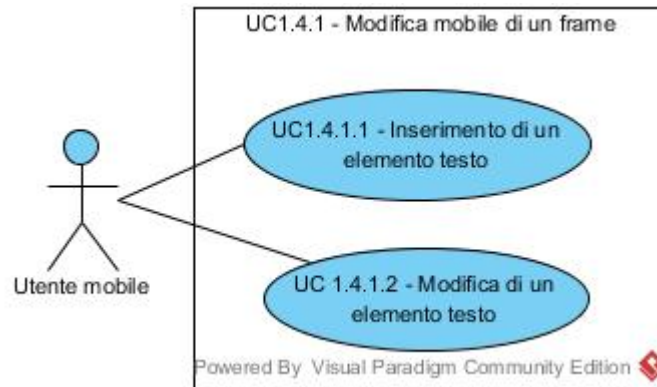 UC1.4.1 - Modifica mobile di un frame
UC1.4.1.1 - Inserimento di un
elemento testo
Utente mobile
UC 1.4.1.2 - Modifica di un
elemento testo
Powered By Visual Paradigm Community Edition